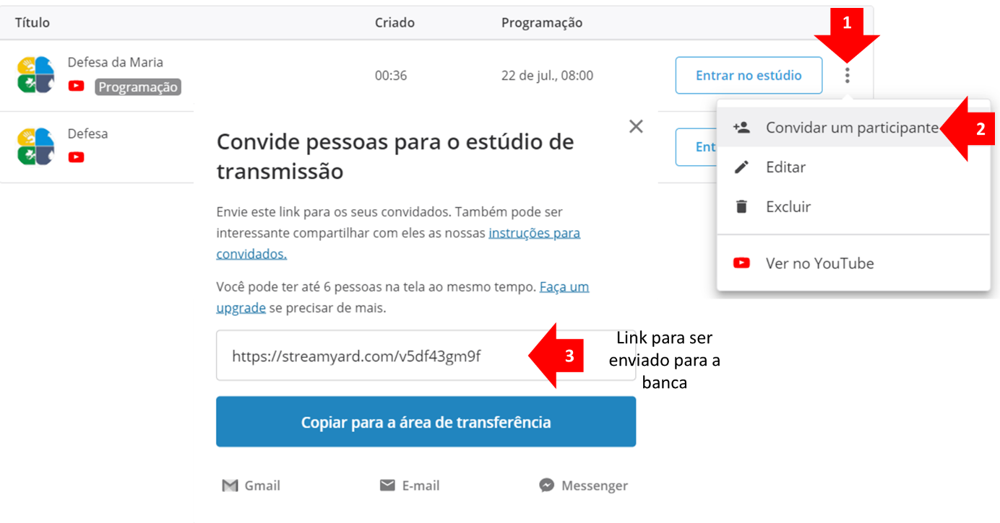 Título Criado Programação
1
Defesa da Maria
Programação
00:36 22 de jul., 08:00 Entrar no estúdio
Defesa
Ent
Convidar um participante 2
Editar
Excluir
Ver no YouTube
Convide pessoas para o estúdio de
transmissão
Envie este link para os seus convidados. Também pode ser
interessante compartilhar com eles as nossas instruções para
convidados.
Você pode ter até 6 pessoas na tela ao mesmo tempo. Faça um
upgrade se precisar de mais.
https://streamyard.com/v5df43gm9f 3
Link para ser
enviado para a
banca
Copiar para a área de transferência
Gmail E-mail Messenger